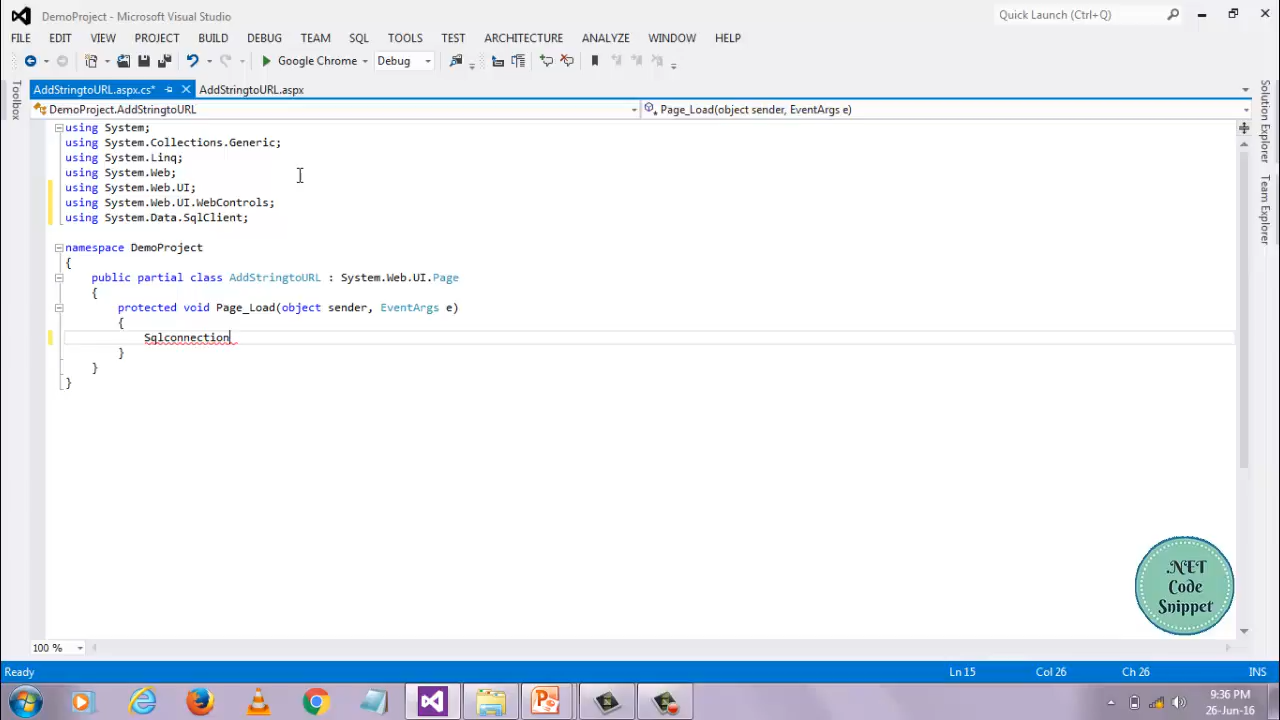 DemoProject - Microsoft Visual Studio
Quick Launch (Ctrl+Q)
FILE EDIT VIEW PROJECT BUILD DEBUG TEAM SQL TOOLS TEST ARCHITECTURE ANALYZE WINDOW HELP
Google Chrome Debug
AddStringtoURL.aspx.cs* AddStringtoURL.aspx
DemoProject.AddStringtoURL Page_Load(object sender, EventArgs e)
Toolbox
Solution Explorer
Team Explorer
using System;
using System.Collections.Generic;
using System.Linq;
using System.Web;
using System.Web.UI;
using System.Web.UI.WebControls;
using System.Data.SqlClient;
namespace DemoProject
{
public partial class AddStringtoURL : System.Web.UI.Page
{
protected void Page_Load(object sender, EventArgs e)
{
Sqlconnection
}
}
}
.NET
Code
Snippet
100 %
Ready Ln 15 Col 26 Ch 26 INS
9:36 PM
26-Jun-16